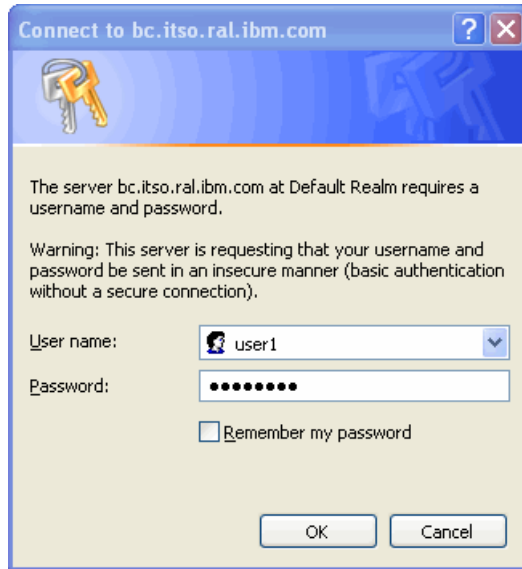 Connect to bc.itso.ral.ibm.com
?
The server bc.itso.ral.ibm.com at Default Realm requires a
username and password.
Warning: This server is requesting that your username and
password be sent in an insecure manner (basic authentication
without a secure connection).
User name:
user1
Password:
●●●●●●●●
Remember my password
OK
Cancel